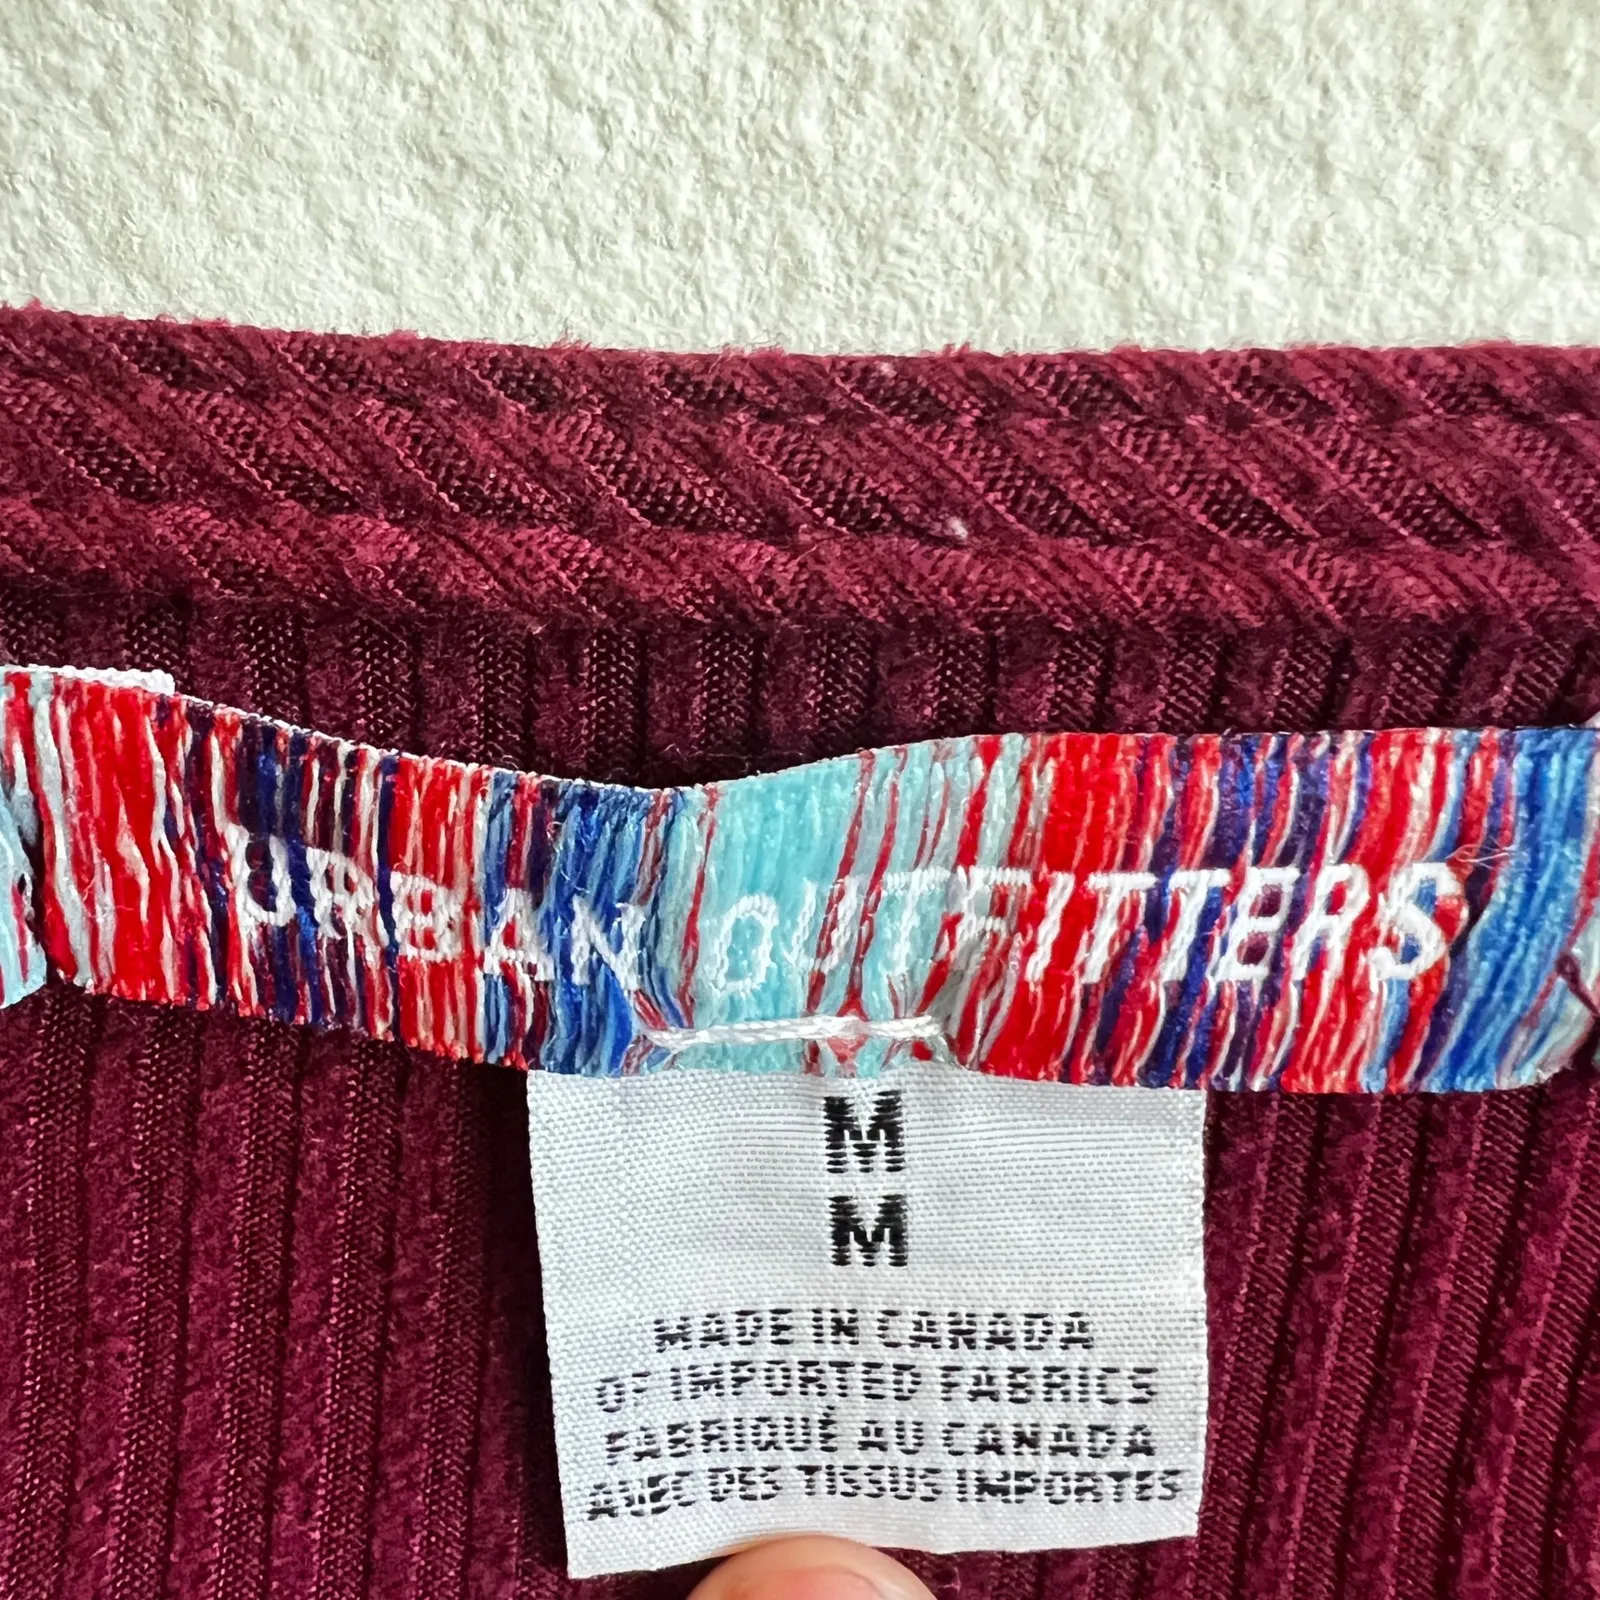 URBAN OUTFITTERS
M
M
MADE IN CANADA
OF IMPORTED FABRICS
FABRIQUÉ AU CANADA
AVEC DES TISSUS IMPORTES